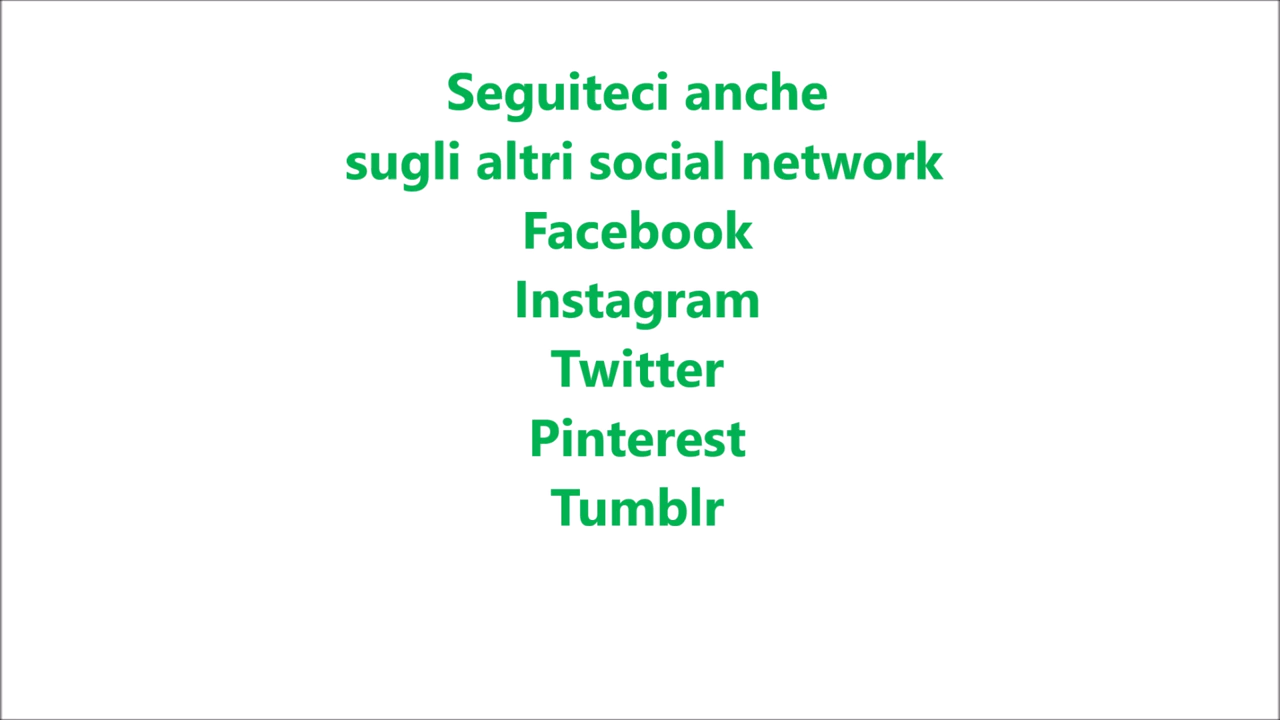 Seguiteci anche
sugli altri social network
Facebook
Instagram
Twitter
Pinterest
Tumblr